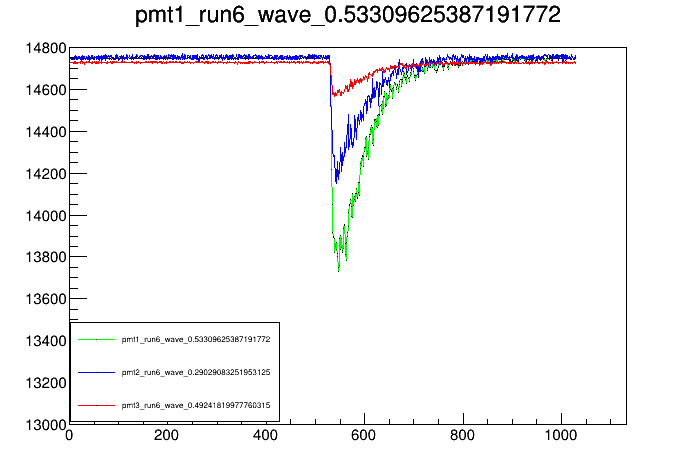 pmt1_run6_wave_0.53309625387191772
14800
14600
14400
14200
14000
13800
13600
13400
13200
13000
pmt1_run6_wave_0.53309625387191772
pmt2_run6_wave_0.29029083251953125
pmt3_run6_wave_0.49241819977760315
0 200 400 600 800 1000